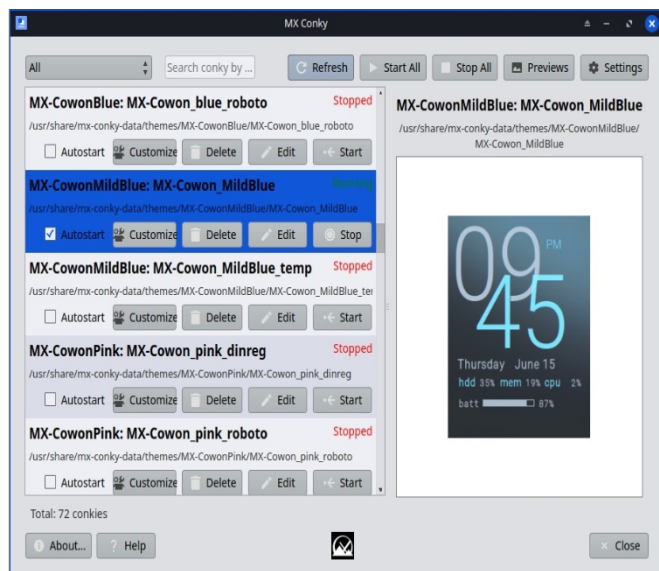 MX Conky
All
Search conky by ...
Refresh
Start All
Stop All
Previews
Settings
MX-CowonBlue: MX-Cowon_blue_roboto
Stopped
/usr/share/mx-conky-data/themes/MX-CowonBlue/MX-Cowon_blue_roboto
Autostart
Customize
Delete
Edit
Start
MX-CowonMildBlue: MX-Cowon_MildBlue
Running
/usr/share/mx-conky-data/themes/MX-CowonMildBlue/MX-Cowon_MildBlue
Autostart
Customize
Delete
Edit
Stop
MX-CowonMildBlue: MX-Cowon_MildBlue_temp
Stopped
/usr/share/mx-conky-data/themes/MX-CowonMildBlue/MX-Cowon_MildBlue_ter
Autostart
Customize
Delete
Edit
Start
MX-CowonPink: MX-Cowon_pink_dinreg
Stopped
/usr/share/mx-conky-data/themes/MX-CowonPink/MX-Cowon_pink_dinreg
Autostart
Customize
Delete
Edit
Start
MX-CowonPink: MX-Cowon_pink_roboto
Stopped
/usr/share/mx-conky-data/themes/MX-CowonPink/MX-Cowon_pink_roboto
Autostart
Customize
Delete
Edit
Start
MX-CowonMildBlue: MX-Cowon_MildBlue
/usr/share/mx-conky-data/themes/MX-CowonMildBlue/
MX-Cowon_MildBlue
09 PM
45
Thursday June 15
hdd 35% mem 19% cpu 2%
batt 87%
Total: 72 conkies
About...
Help
Close